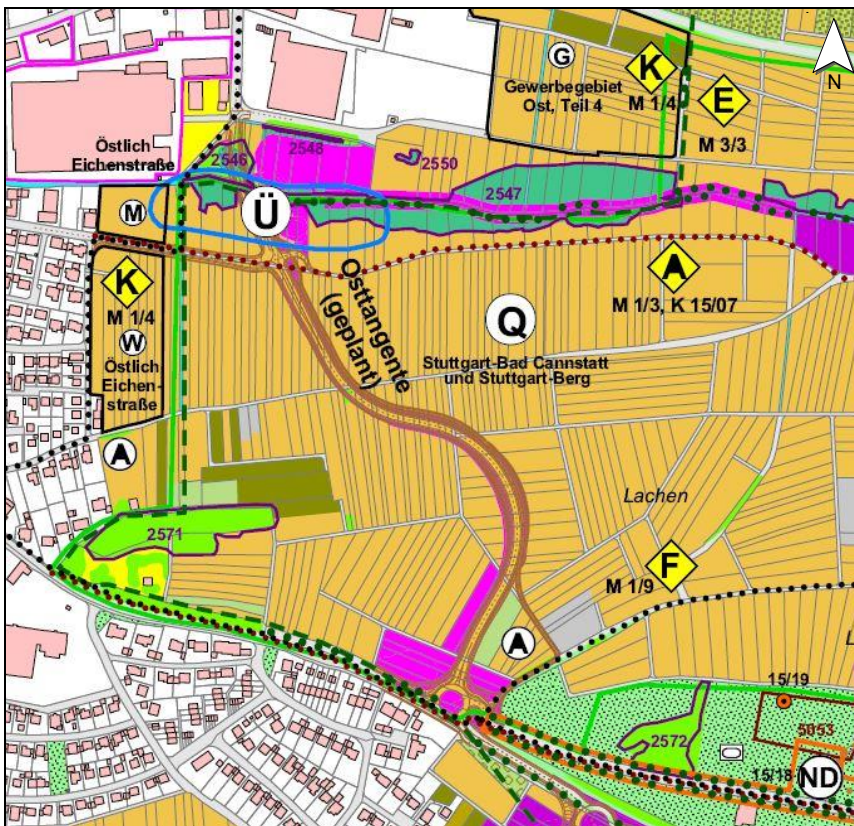 G
Gewerbegebiet
Ost, Teil 4
K
M 1/4
E
M 3/3
N
Östlich
Eichenstraße
2546
2548
2550
2547
M
Ü
K
M 1/4
W
Östlich
Eichen-
straße
Osttangente
(geplant)
Q
Stuttgart-Bad Cannstatt
und Stuttgart-Berg
A
M 1/3, K 15/07
A
Lachen
2571
F
M 1/9
A
L
15/19
5053
2572
15/18
ND